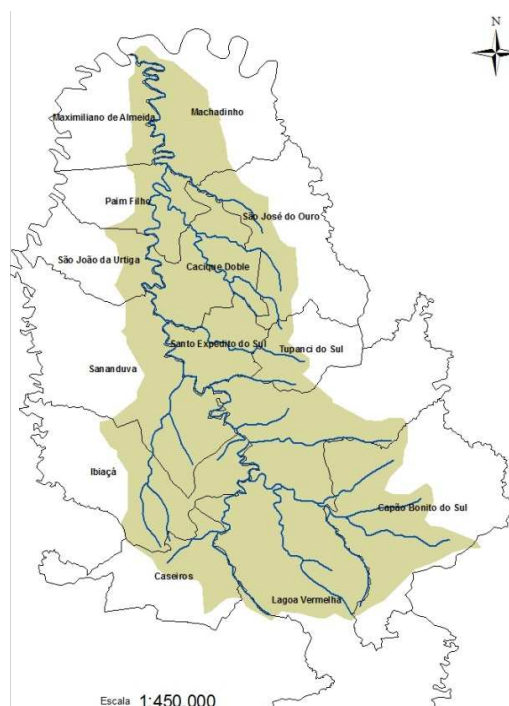 N
Machadinho
Maximiliano de Almeida
Paim Filho
São José do Ouro
São João da Urtiga
Cacique Doble
Santo Expedito do Sul
Tupanci do Sul
Sananduva
Ibiaçá
Capão Bonito do Sul
Caseiros
Lagoa Vermelha
Escala 1:450.000